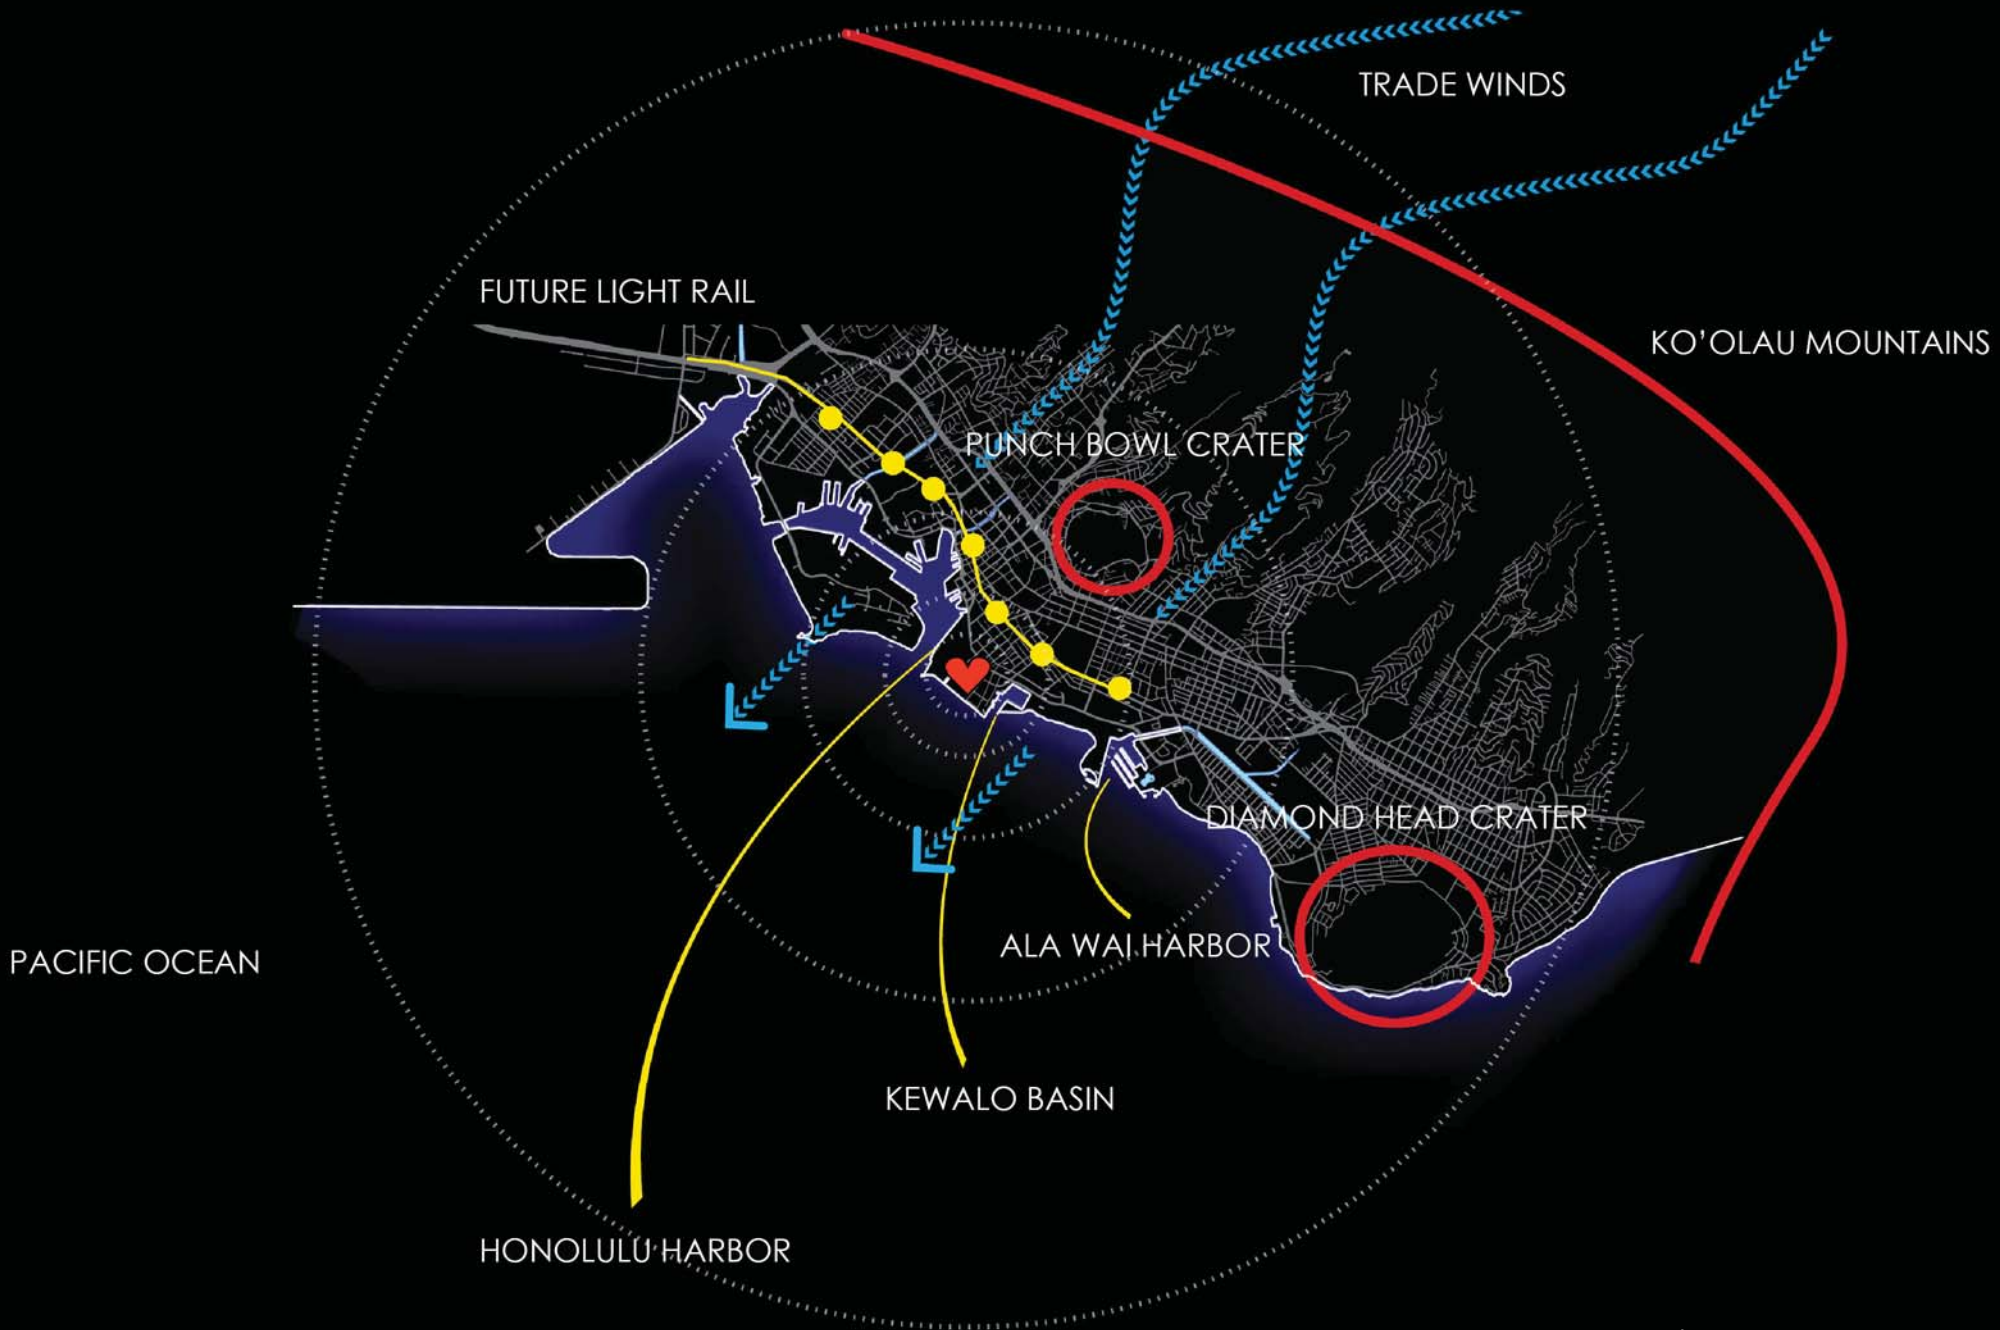 TRADE WINDS
FUTURE LIGHT RAIL
KO'OLAU MOUNTAINS
PUNCH BOWL CRATER
DIAMOND HEAD CRATER
ALA WAI HARBOR
PACIFIC OCEAN
KEWALO BASIN
HONOLULU HARBOR